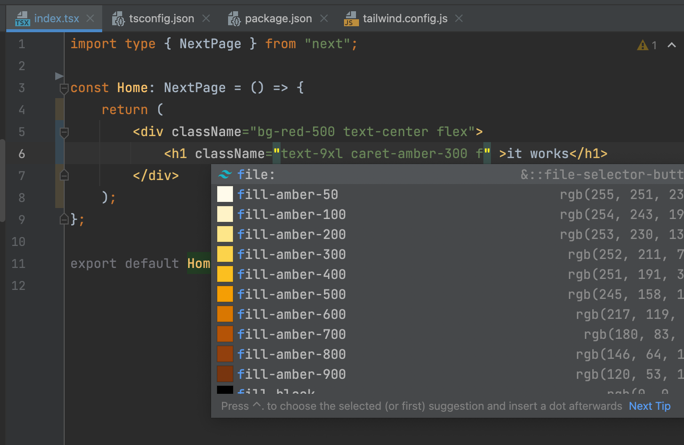 index.tsx tsconfig.json package.json tailwind.config.js
1 import type { NextPage } from "next"; 1
2
3 const Home: NextPage = () => {
4 return (
5 <div className="bg-red-500 text-center flex">
6 <h1 className="text-9xl caret-amber-300 f" >it works</h1>
7 </div>
8 );
9 };
10
11 export default Hom
12
file: &::file-selector-butt
fill-amber-50 rgb(255, 251, 23
fill-amber-100 rgb(254, 243, 19
fill-amber-200 rgb(253, 230, 13
fill-amber-300 rgb(252, 211, 7
fill-amber-400 rgb(251, 191, 3
fill-amber-500 rgb(245, 158, 1
fill-amber-600 rgb(217, 119,
fill-amber-700 rgb(180, 83,
fill-amber-800 rgb(146, 64, 1
fill-amber-900 rgb(120, 53, 1
fill-black rgb(0, 0,
Press ^. to choose the selected (or first) suggestion and insert a dot afterwards Next Tip